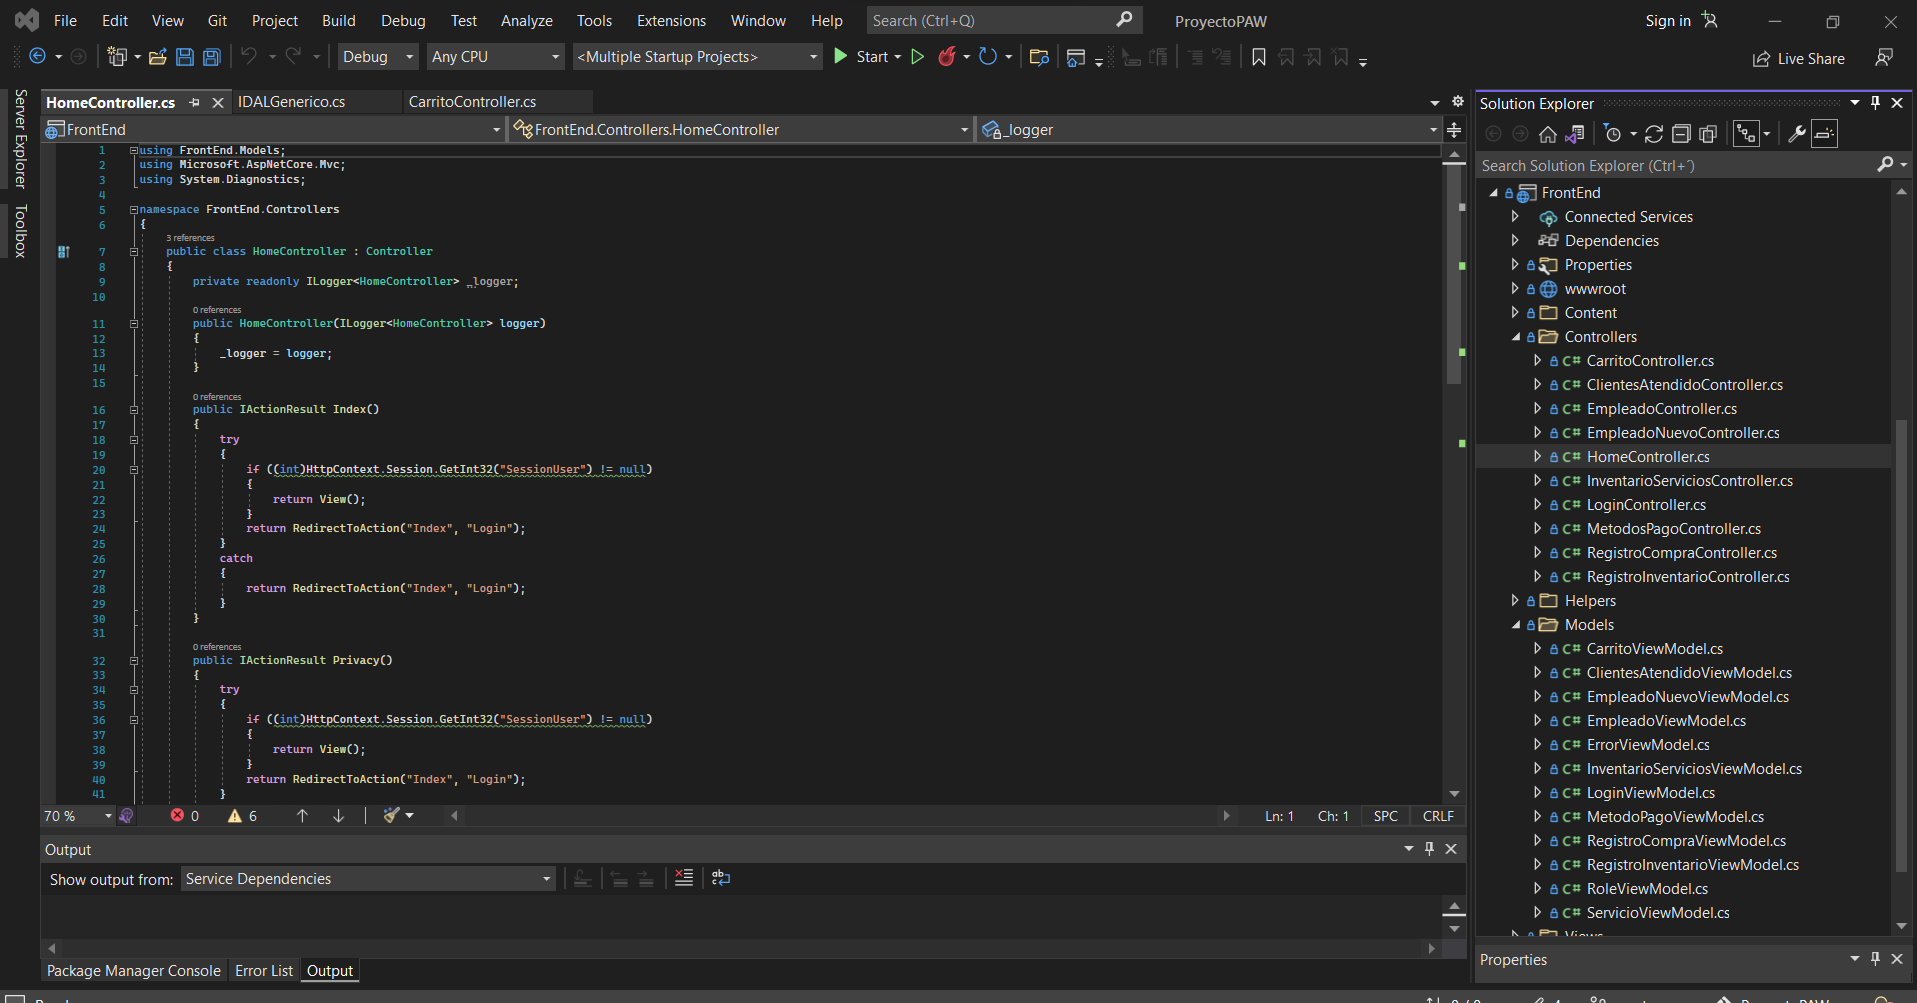 File Edit View Git Project Build Debug Test Analyze Tools Extensions Window Help Search (Ctrl+Q) ProyectoPAW Sign in
Debug Any CPU <Multiple Startup Projects> Start Live Share
Server Explorer
Toolbox
HomeController.cs IDALGenerico.cs CarritoController.cs
FrontEnd FrontEnd.Controllers.HomeController _logger
1 using FrontEnd.Models;
2 using Microsoft.AspNetCore.Mvc;
3 using System.Diagnostics;
4
5 namespace FrontEnd.Controllers
6 {
3 references
7 public class HomeController : Controller
8 {
9 private readonly ILogger<HomeController> _logger;
10
0 references
11 public HomeController(ILogger<HomeController> logger)
12 {
13 _logger = logger;
14 }
15
0 references
16 public IActionResult Index()
17 {
18 try
19 {
20 if ((int)HttpContext.Session.GetInt32("SessionUser") != null)
21 {
22 return View();
23 }
24 return RedirectToAction("Index", "Login");
25 }
26 catch
27 {
28 return RedirectToAction("Index", "Login");
29 }
30 }
31
0 references
32 public IActionResult Privacy()
33 {
34 try
35 {
36 if ((int)HttpContext.Session.GetInt32("SessionUser") != null)
37 {
38 return View();
39 }
40 return RedirectToAction("Index", "Login");
41 }
70 % 0 6 Ln: 1 Ch: 1 SPC CRLF
Output
Show output from: Service Dependencies
Package Manager Console Error List Output
Solution Explorer
Search Solution Explorer (Ctrl+´)
FrontEnd
Connected Services
Dependencies
Properties
wwwroot
Content
Controllers
C# CarritoController.cs
C# ClientesAtendidoController.cs
C# EmpleadoController.cs
C# EmpleadoNuevoController.cs
C# HomeController.cs
C# InventarioServiciosController.cs
C# LoginController.cs
C# MetodosPagoController.cs
C# RegistroCompraController.cs
C# RegistroInventarioController.cs
Helpers
Models
C# CarritoViewModel.cs
C# ClientesAtendidoViewModel.cs
C# EmpleadoNuevoViewModel.cs
C# EmpleadoViewModel.cs
C# ErrorViewModel.cs
C# InventarioServiciosViewModel.cs
C# LoginViewModel.cs
C# MetodoPagoViewModel.cs
C# RegistroCompraViewModel.cs
C# RegistroInventarioViewModel.cs
C# RoleViewModel.cs
C# ServicioViewModel.cs
Views
Properties